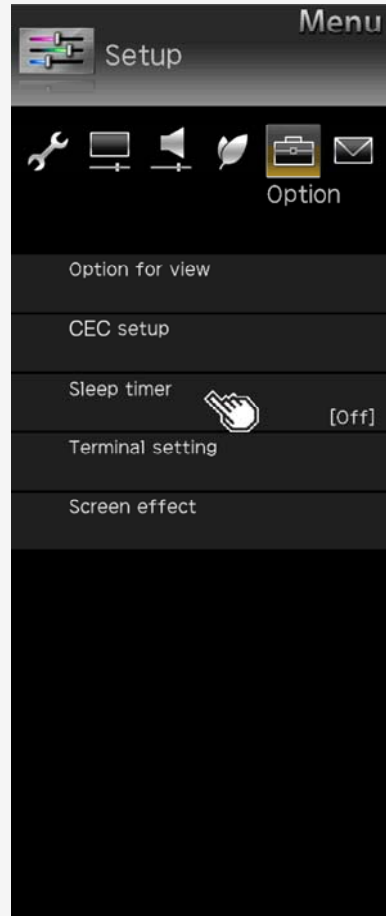 Menu
Setup
Option
Option for view
CEC setup
Sleep timer
[Off]
Terminal setting
Screen effect